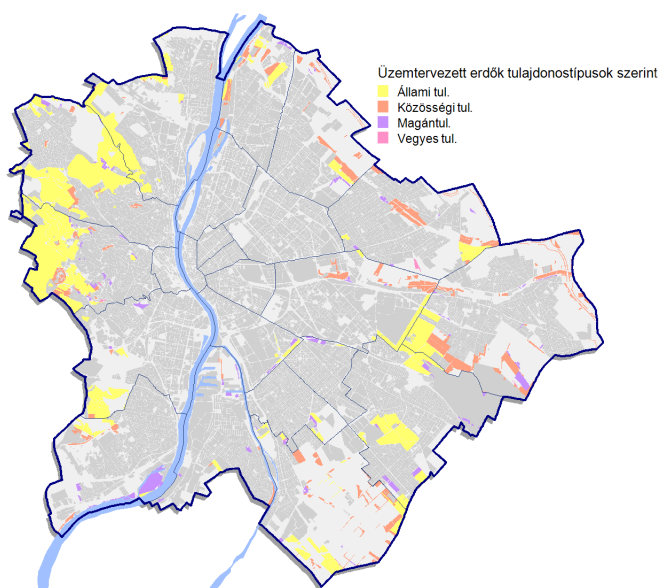 Üzemtervezett erdők tulajdonostípusok szerint
Állami tul.
Közösségi tul.
Magántul.
Vegyes tul.